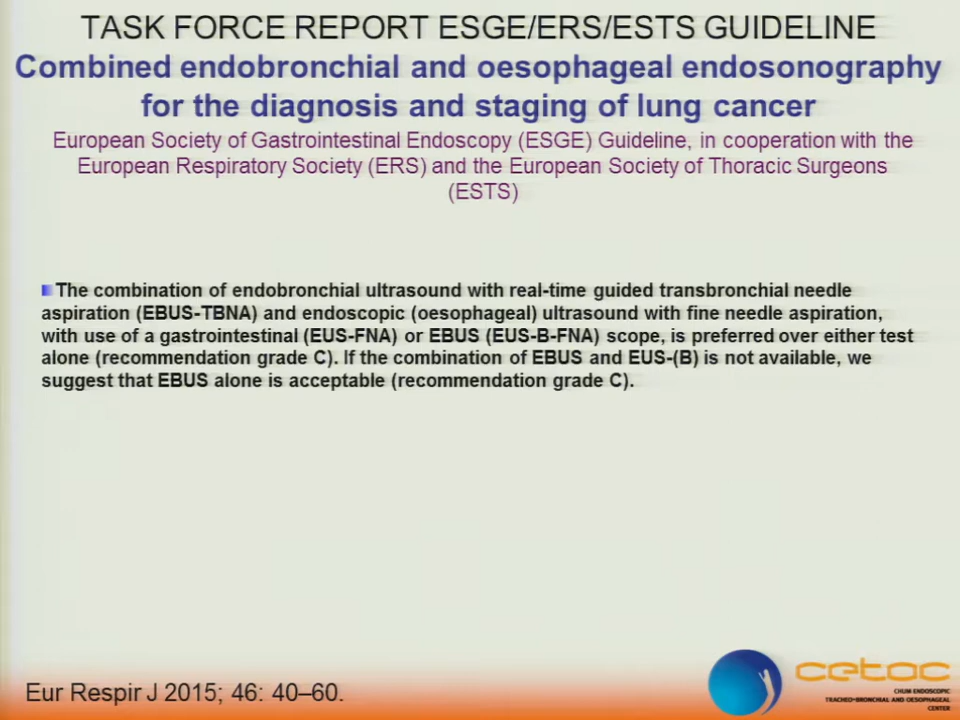 TASK FORCE REPORT ESGE/ERS/ESTS GUIDELINE
Combined endobronchial and oesophageal endosonography
for the diagnosis and staging of lung cancer
European Society of Gastrointestinal Endoscopy (ESGE) Guideline, in cooperation with the
European Respiratory Society (ERS) and the European Society of Thoracic Surgeons
(ESTS)
The combination of endobronchial ultrasound with real-time guided transbronchial needle
aspiration (EBUS-TBNA) and endoscopic (oesophageal) ultrasound with fine needle aspiration,
with use of a gastrointestinal (EUS-FNA) or EBUS (EUS-B-FNA) scope, is preferred over either test
alone (recommendation grade C). If the combination of EBUS and EUS-(B) is not available, we
suggest that EBUS alone is acceptable (recommendation grade C).
Eur Respir J 2015; 46: 40–60.
cetoc
CHUM ENDOSCOPIC
TRACHEO-BRONCHIAL AND OESOPHAGEAL
CENTER